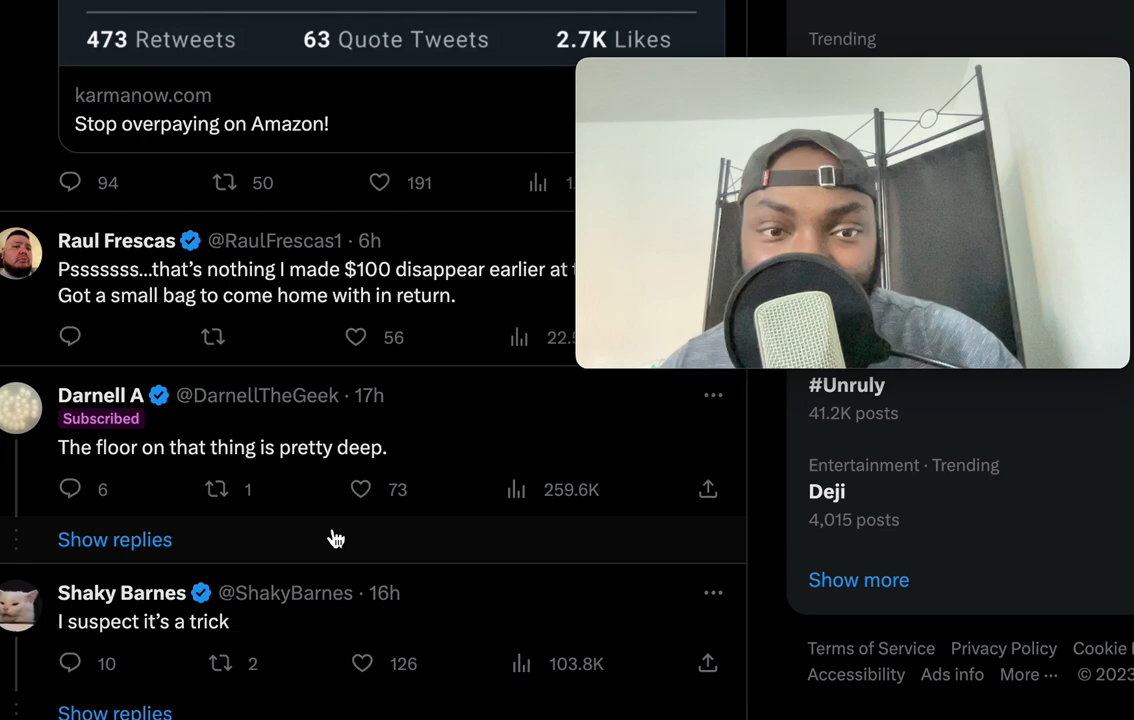 473 Retweets 63 Quote Tweets 2.7K Likes
karmanow.com
Stop overpaying on Amazon!
94 50 191 1.
Raul Frescas @RaulFrescas1 · 6h
Psssssss...that's nothing I made $100 disappear earlier at
Got a small bag to come home with in return.
56 22.
Darnell A @DarnellTheGeek · 17h
Subscribed
The floor on that thing is pretty deep.
6 1 73 259.6K
Show replies
Shaky Barnes @ShakyBarnes · 16h
I suspect it's a trick
10 2 126 103.8K
Show replies
Trending
#Unruly
41.2K posts
Entertainment · Trending
Deji
4,015 posts
Show more
Terms of Service Privacy Policy Cookie
Accessibility Ads info More ··· © 2023